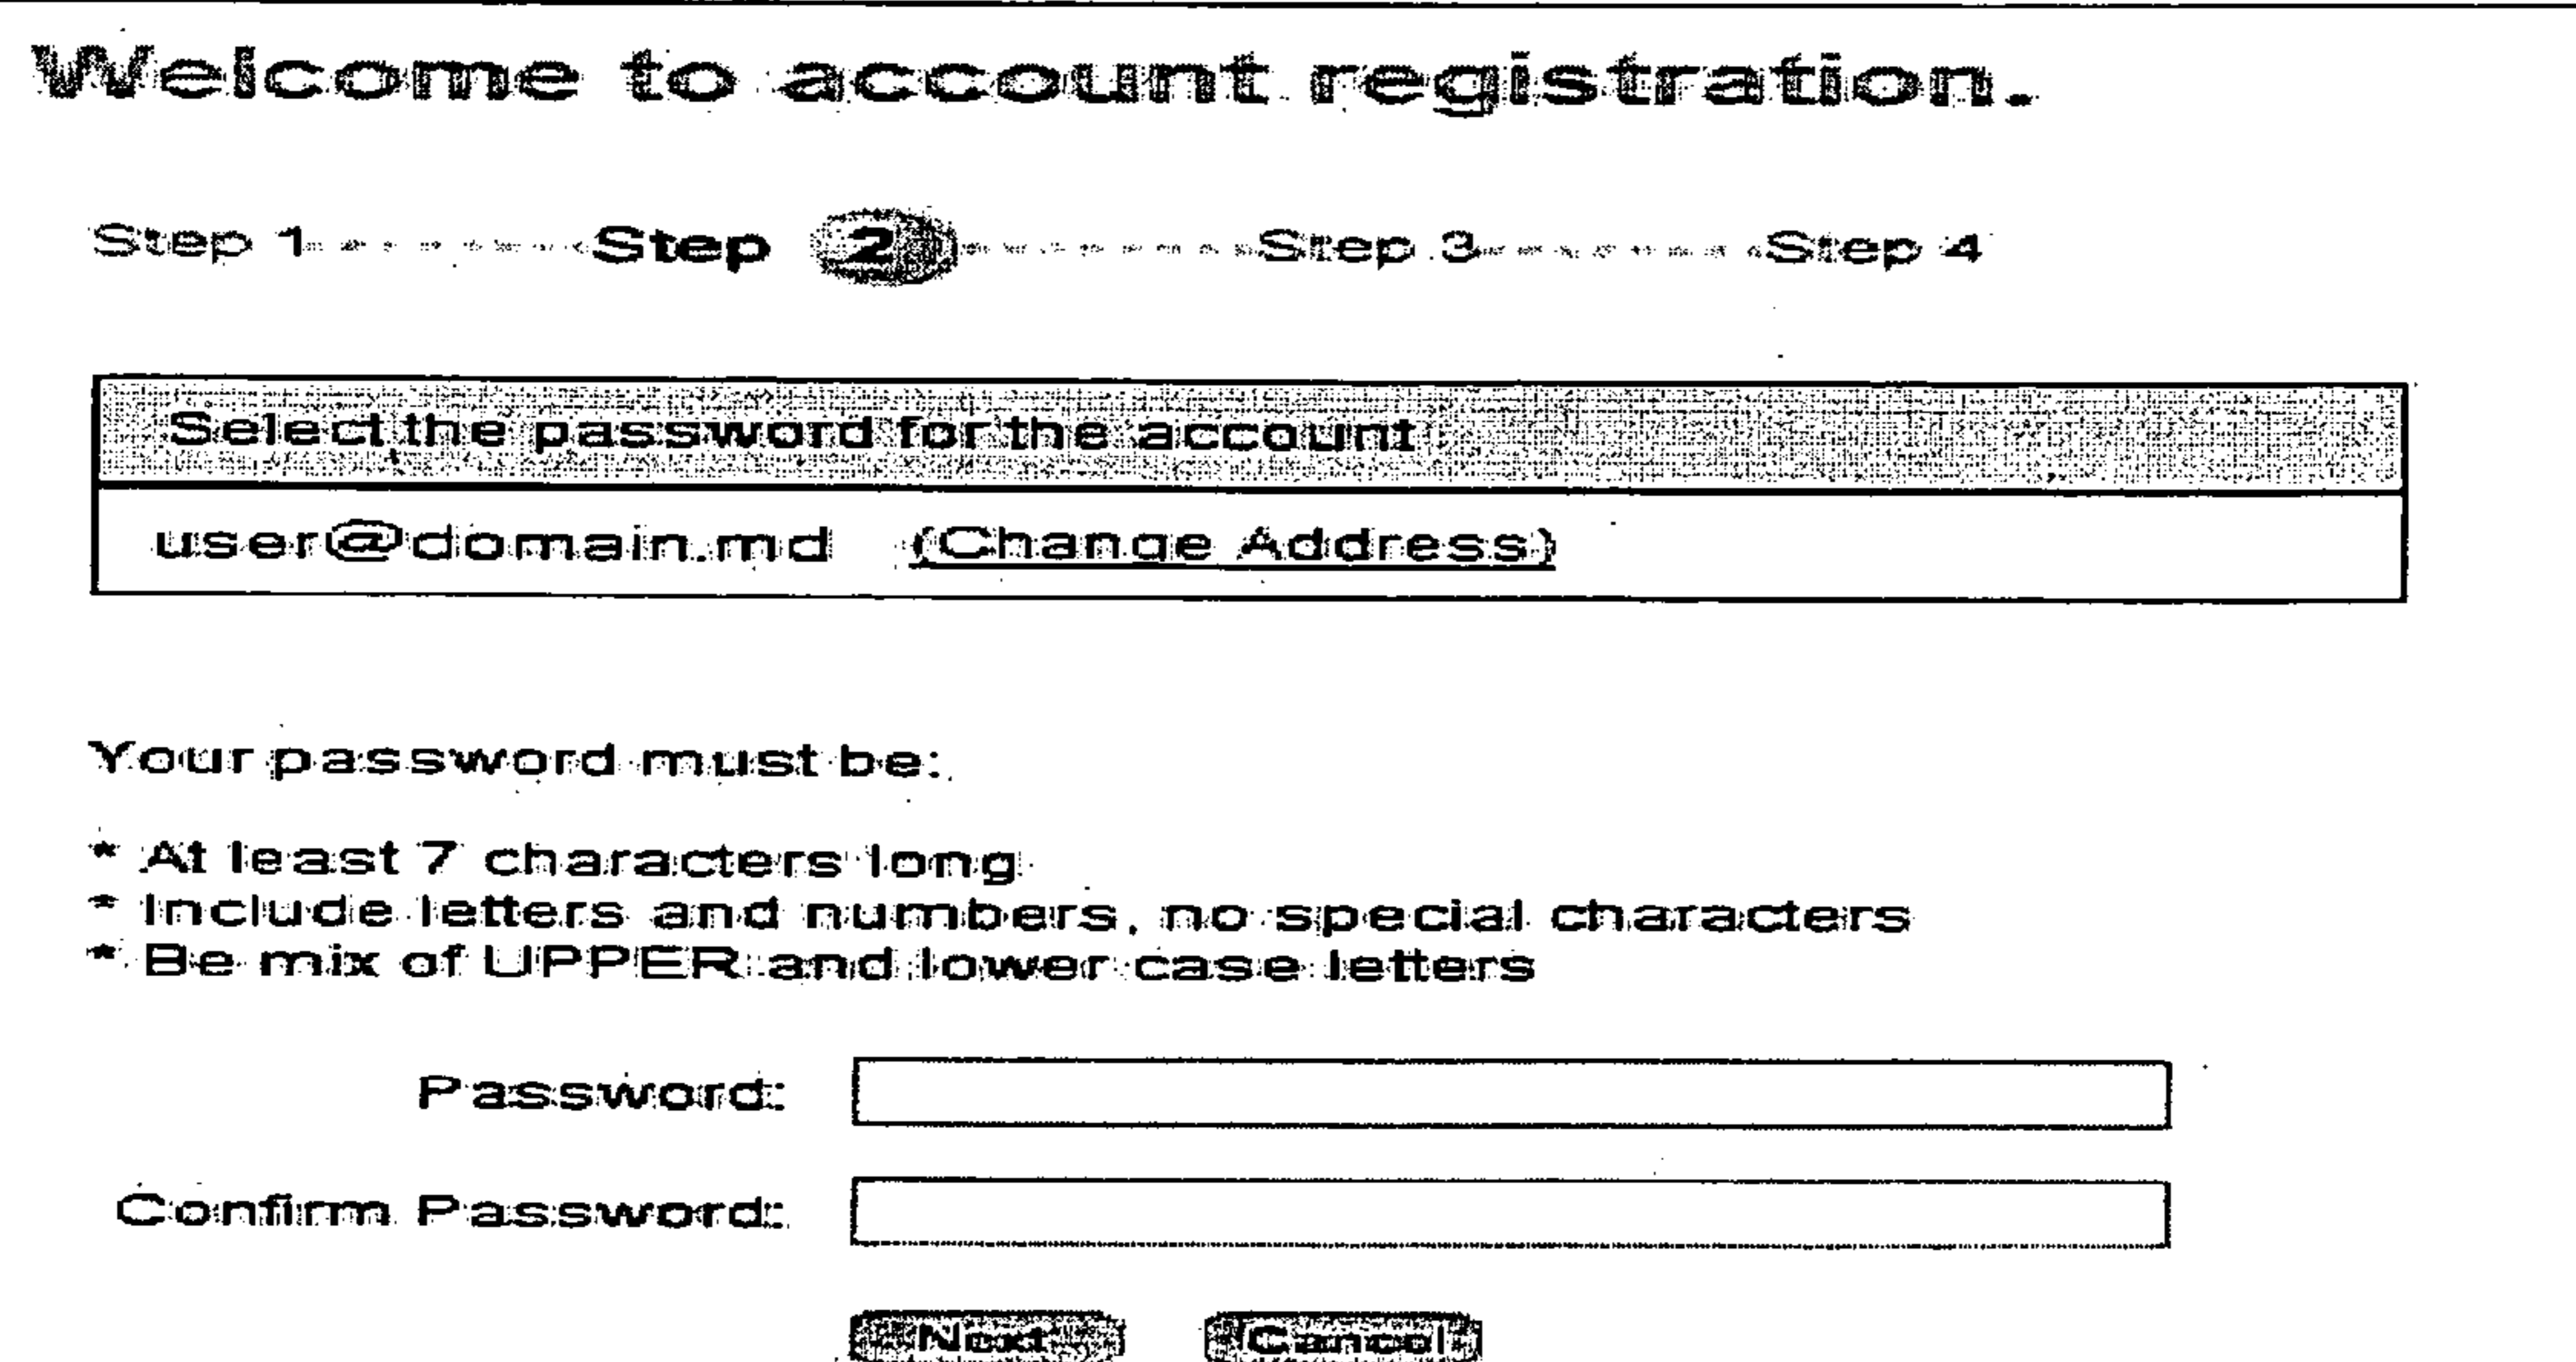 Welcome to account registration.
Step 1 Step 2 Step 3 Step 4
Select the password for the account
user@domain.md (Change Address)
Your password must be:
* At least 7 characters long
* Include letters and numbers, no special characters
* Be mix of UPPER and lower case letters
Password:
Confirm Password:
Next Cancel